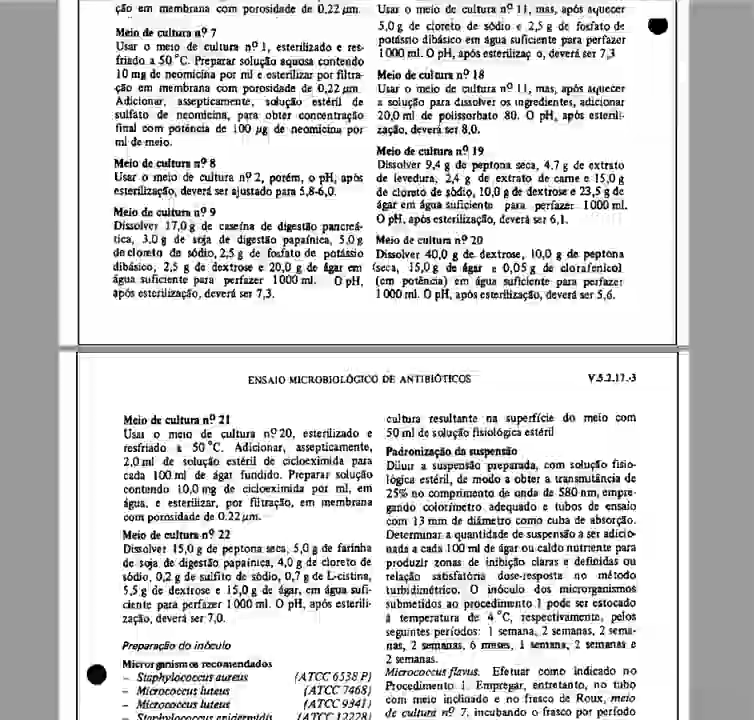 ção em membrana com porosidade de 0,22 µm.
Meio de cultura nº 7
Usar o meio de cultura nº 1, esterilizado e res-
friado a 50 °C. Preparar solução aquosa contendo
10 mg de neomicina por ml e esterilizar por filtra-
ção em membrana com porosidade de 0,22 µm.
Adicionar, assepticamente, solução estéril de
sulfato de neomicina, para obter concentração
final com potência de 100 µg de neomicina por
ml de meio.
Meio de cultura nº 8
Usar o meio de cultura nº 2, porém, o pH, após
esterilização, deverá ser ajustado para 5,8-6,0.
Meio de cultura nº 9
Dissolver 17,0 g de caseína de digestão pancreá-
tica, 3,0 g de soja de digestão papaínica, 5,0 g
de cloreto de sódio, 2,5 g de fosfato de potássio
dibásico, 2,5 g de dextrose e 20,0 g de ágar em
água suficiente para perfazer 1000 ml. O pH,
após esterilização, deverá ser 7,3.
Usar o meio de cultura nº 11, mas, após aquecer
5,0 g de cloreto de sódio e 2,5 g de fosfato de
potássio dibásico em água suficiente para perfazer
1000 ml. O pH, após esterilizaç o, deverá ser 7,3
Meio de cultura nº 18
Usar o meio de cultura nº 11, mas, após aquecer
a solução para dissolver os ingredientes, adicionar
20,0 ml de polissorbato 80. O pH, após esterili-
zação, deverá ser 8,0.
Meio de cultura nº 19
Dissolver 9,4 g de peptona seca, 4,7 g de extrato
de levedura, 2,4 g de extrato de carne e 15,0 g
de cloreto de sódio, 10,0 g de dextrose e 23,5 g de
ágar em água suficiente para perfazer 1000 ml.
O pH, após esterilização, deverá ser 6,1.
Meio de cultura nº 20
Dissolver 40,0 g de dextrose, 10,0 g de peptona
(seca, 15,0 g de ágar e 0,05 g de clorafenicol
(em potência) em água suficiente para perfazer
1000 ml. O pH, após esterilização, deverá ser 5,6.
ENSAIO MICROBIOLÓGICO DE ANTIBIÓTICOS V.5.2.17.-3
Meio de cultura nº 21
Usar o meio de cultura nº 20, esterilizado e
resfriado a 50 °C. Adicionar, assepticamente,
2,0 ml de solução estéril de cicloeximida para
cada 100 ml de ágar fundido. Preparar solução
contendo 10,0 mg de cicloeximida por ml, em
água, e esterilizar, por filtração, em membrana
com porosidade de 0,22 µm.
Meio de cultura nº 22
Dissolver 15,0 g de peptona seca, 5,0 g de farinha
de soja de digestão papaínica, 4,0 g de cloreto de
sódio, 0,2 g de sulfito de sódio, 0,7 g de L-cistina,
5,5 g de dextrose e 15,0 g de ágar, em água sufi-
ciente para perfazer 1000 ml. O pH, após esterili-
zação, deverá ser 7,0.
Preparação do inóculo
Microrganismos recomendados
– Staphylococcus aureus (ATCC 6538 P)
– Micrococcus luteus (ATCC 7468)
– Micrococcus luteus (ATCC 9341)
– Staphylococcus epidermidis (ATCC 12228)
cultura resultante na superfície do meio com
50 ml de solução fisiológica estéril
Padronização da suspensão
Diluir a suspensão preparada, com solução fisio-
lógica estéril, de modo a obter a transmitância de
25% no comprimento de onda de 580 nm, empre-
gando colorímetro adequado e tubos de ensaio
com 13 mm de diâmetro como cuba de absorção.
Determinar a quantidade de suspensão a ser adicio-
nada a cada 100 ml de ágar ou caldo nutriente para
produzir zonas de inibição claras e definidas ou
relação satisfatória dose-resposta no método
turbidimétrico. O inóculo dos microrganismos
submetidos ao procedimento 1 pode ser estocado
à temperatura de 4 °C, respectivamente, pelos
seguintes períodos: 1 semana, 2 semanas, 2 sema-
nas, 2 semanas, 6 meses, 1 semana, 2 semanas e
2 semanas.
Micrococcus flavus. Efetuar como indicado no
Procedimento 1. Empregar, entretanto, no tubo
com meio inclinado e no frasco de Roux, meio
de cultura nº 7, incubando o frasco por período